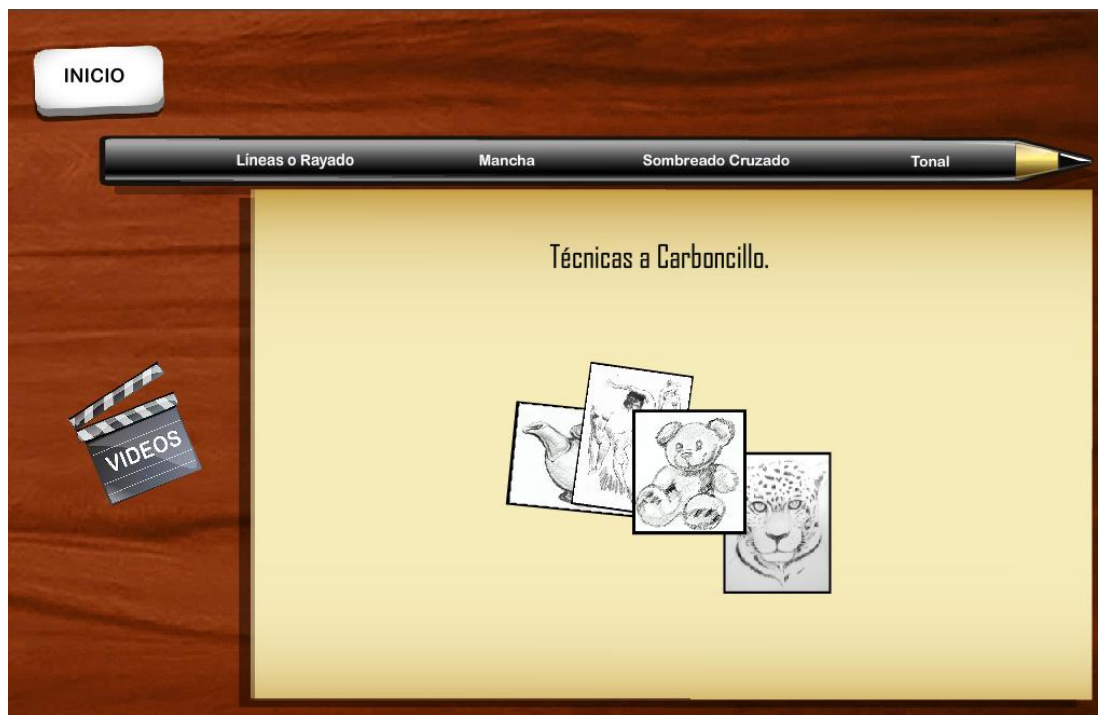 INICIO
Líneas o Rayado Mancha Sombreado Cruzado Tonal
Técnicas a Carboncillo.
VIDEOS